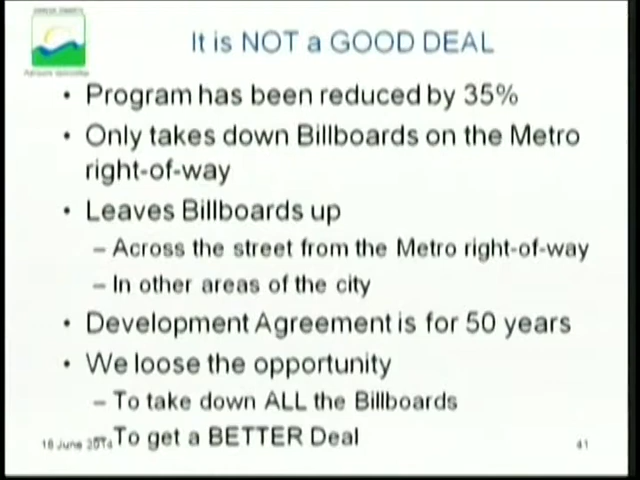 It is NOT a GOOD DEAL
• Program has been reduced by 35%
• Only takes down Billboards on the Metro
right-of-way
• Leaves Billboards up
– Across the street from the Metro right-of-way
– In other areas of the city
• Development Agreement is for 50 years
• We loose the opportunity
– To take down ALL the Billboards
– To get a BETTER Deal
18 June 2014
41